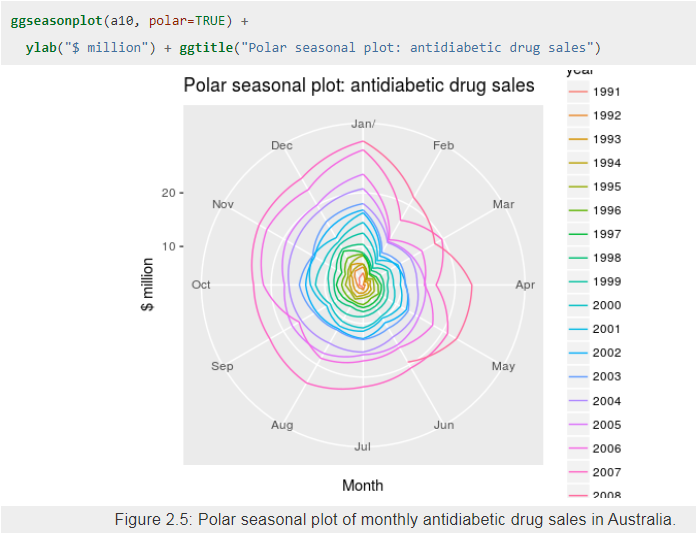 ggseasonplot(a10, polar=TRUE) +
ylab("$ million") + ggtitle("Polar seasonal plot: antidiabetic drug sales")
Polar seasonal plot: antidiabetic drug sales
year
Jan/
Feb
Mar
Apr
May
Jun
Jul
Aug
Sep
Oct
Nov
Dec
20
10
$ million
Month
1991
1992
1993
1994
1995
1996
1997
1998
1999
2000
2001
2002
2003
2004
2005
2006
2007
2008
Figure 2.5: Polar seasonal plot of monthly antidiabetic drug sales in Australia.